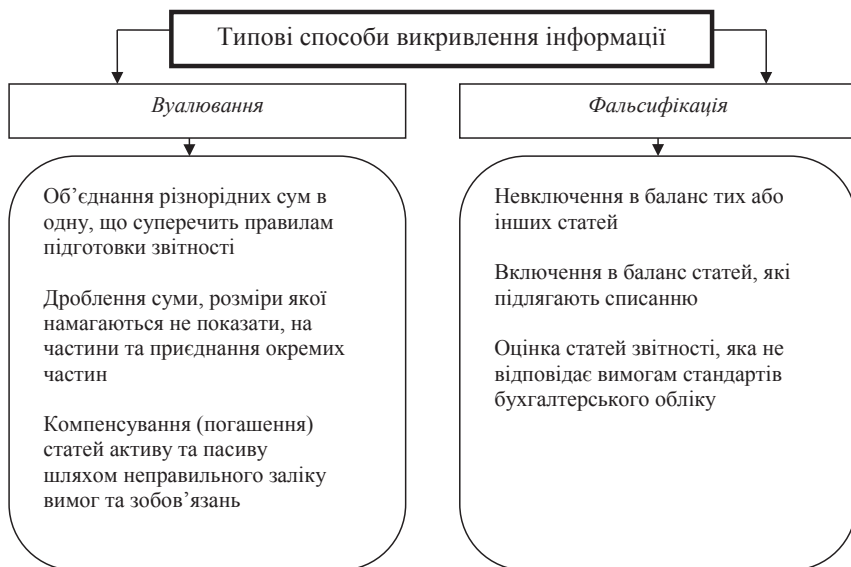 Типові способи викривлення інформації
Вуалювання
Об’єднання різнорідних сум в
одну, що суперечить правилам
підготовки звітності
Дроблення суми, розміри якої
намагаються не показати, на
частини та приєднання окремих
частин
Компенсування (погашення)
статей активу та пасиву
шляхом неправильного заліку
вимог та зобов’язань
Фальсифікація
Невключення в баланс тих або
інших статей
Включення в баланс статей, які
підлягають списанню
Оцінка статей звітності, яка не
відповідає вимогам стандартів
бухгалтерського обліку